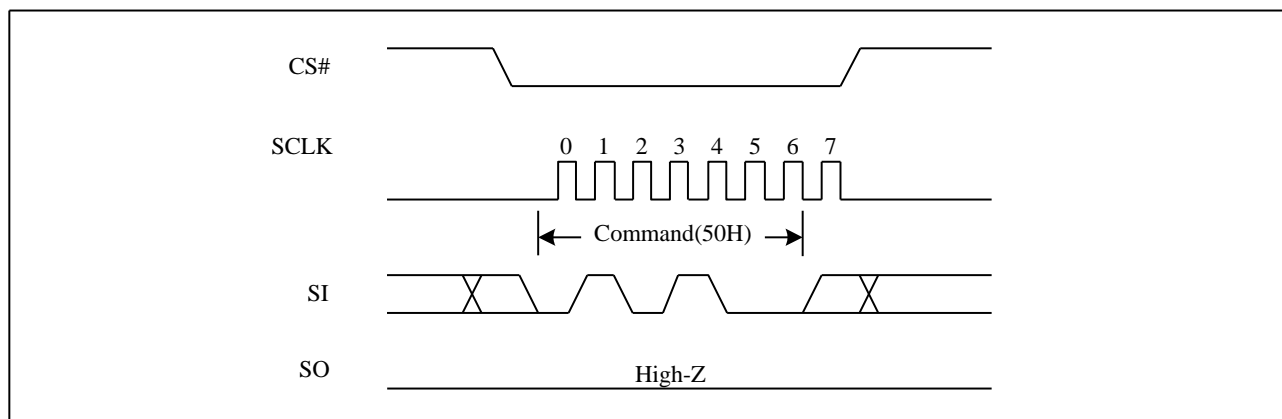 CS#
SCLK
0 1 2 3 4 5 6 7
Command(50H)
SI
SO
High-Z